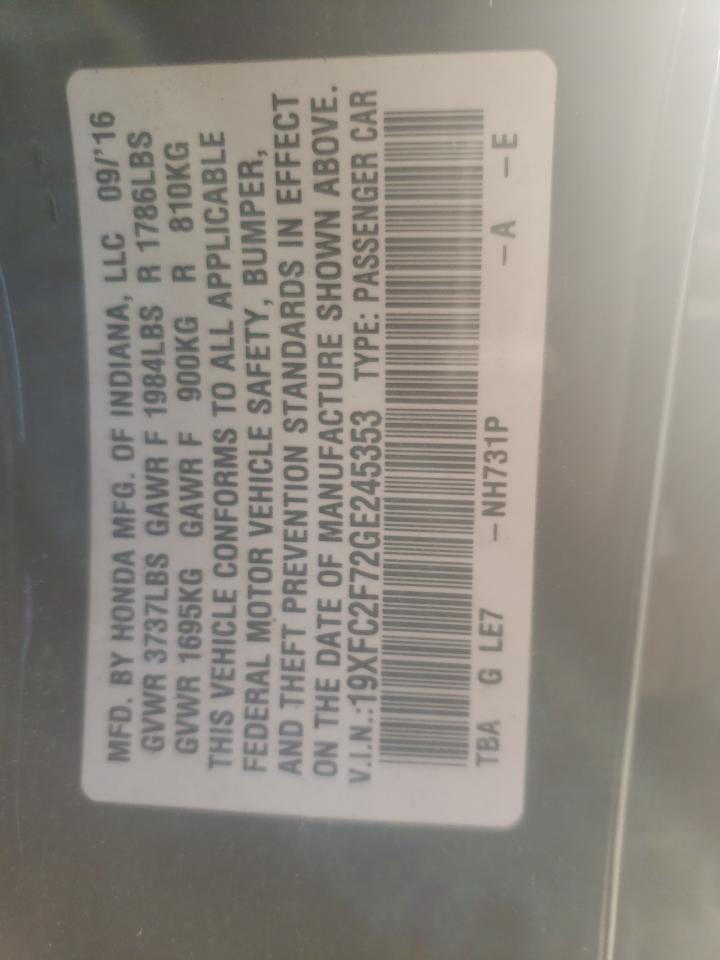 MFD. BY HONDA MFG. OF INDIANA, LLC 09/'16
GVWR 3737LBS GAWR F 1984LBS R 1786LBS
GVWR 1695KG GAWR F 900KG R 810KG
THIS VEHICLE CONFORMS TO ALL APPLICABLE
FEDERAL MOTOR VEHICLE SAFETY, BUMPER,
AND THEFT PREVENTION STANDARDS IN EFFECT
ON THE DATE OF MANUFACTURE SHOWN ABOVE.
V.I.N.:19XFC2F72GE245353 TYPE: PASSENGER CAR
TBA G LE7 – NH731P – A – E